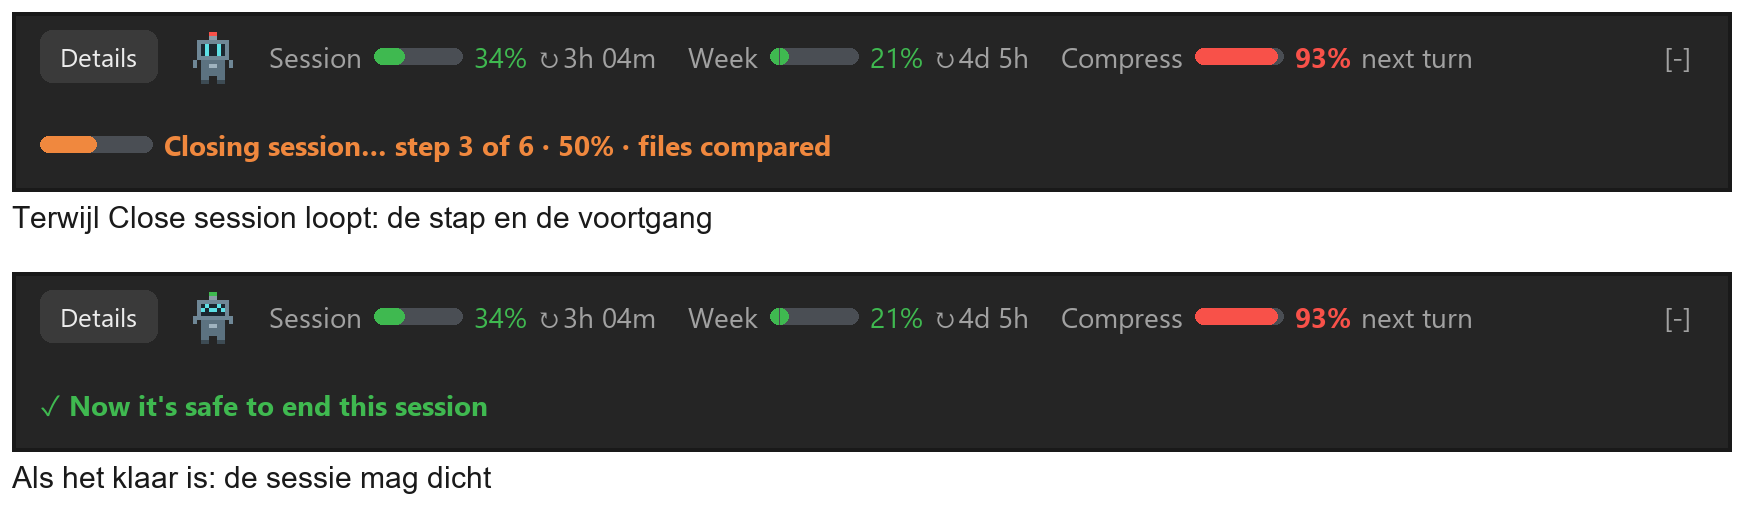 Details Session 34% ↻3h 04m Week 21% ↻4d 5h Compress 93% next turn [-]
Closing session... step 3 of 6 · 50% · files compared
Terwijl Close session loopt: de stap en de voortgang
Details Session 34% ↻3h 04m Week 21% ↻4d 5h Compress 93% next turn [-]
✓ Now it's safe to end this session
Als het klaar is: de sessie mag dicht